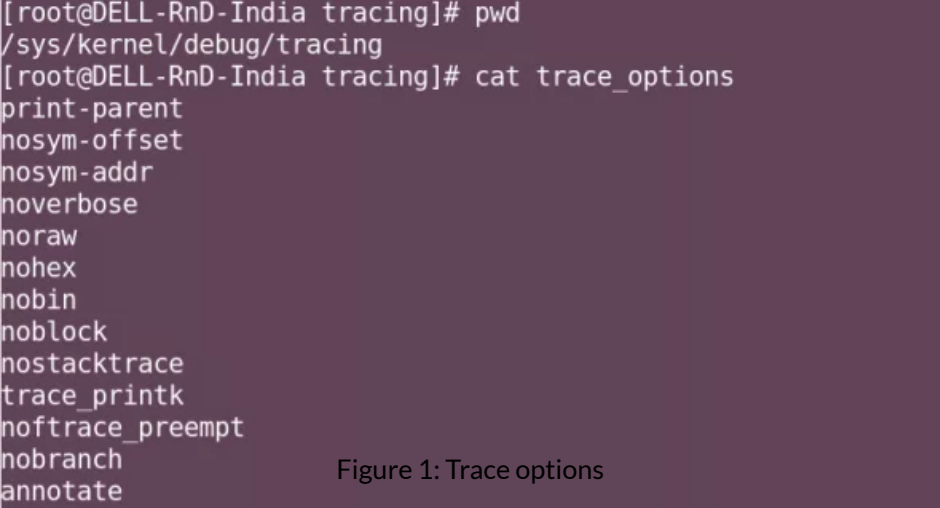 [root@DELL-RnD-India tracing]# pwd
/sys/kernel/debug/tracing
[root@DELL-RnD-India tracing]# cat trace_options
print-parent
nosym-offset
nosym-addr
noverbose
noraw
nohex
nobin
noblock
nostacktrace
trace_printk
noftrace_preempt
nobranch
Figure 1: Trace options
annotate